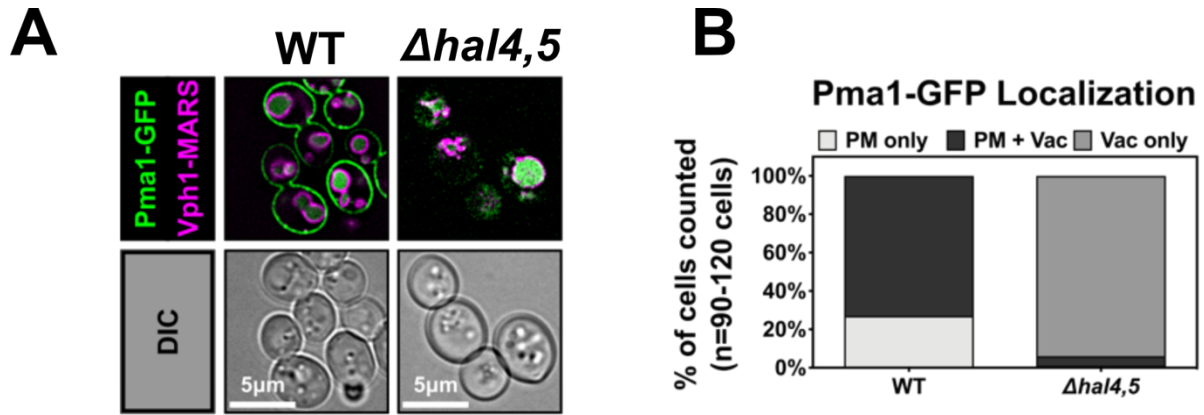 A
WT
Δhal4,5
Pma1-GFP
Vph1-MARS
DIC
5μm
5μm
B
Pma1-GFP Localization
PM only
PM + Vac
Vac only
% of cells counted
(n=90-120 cells)
100%
80%
60%
40%
20%
0%
WT
Δhal4,5